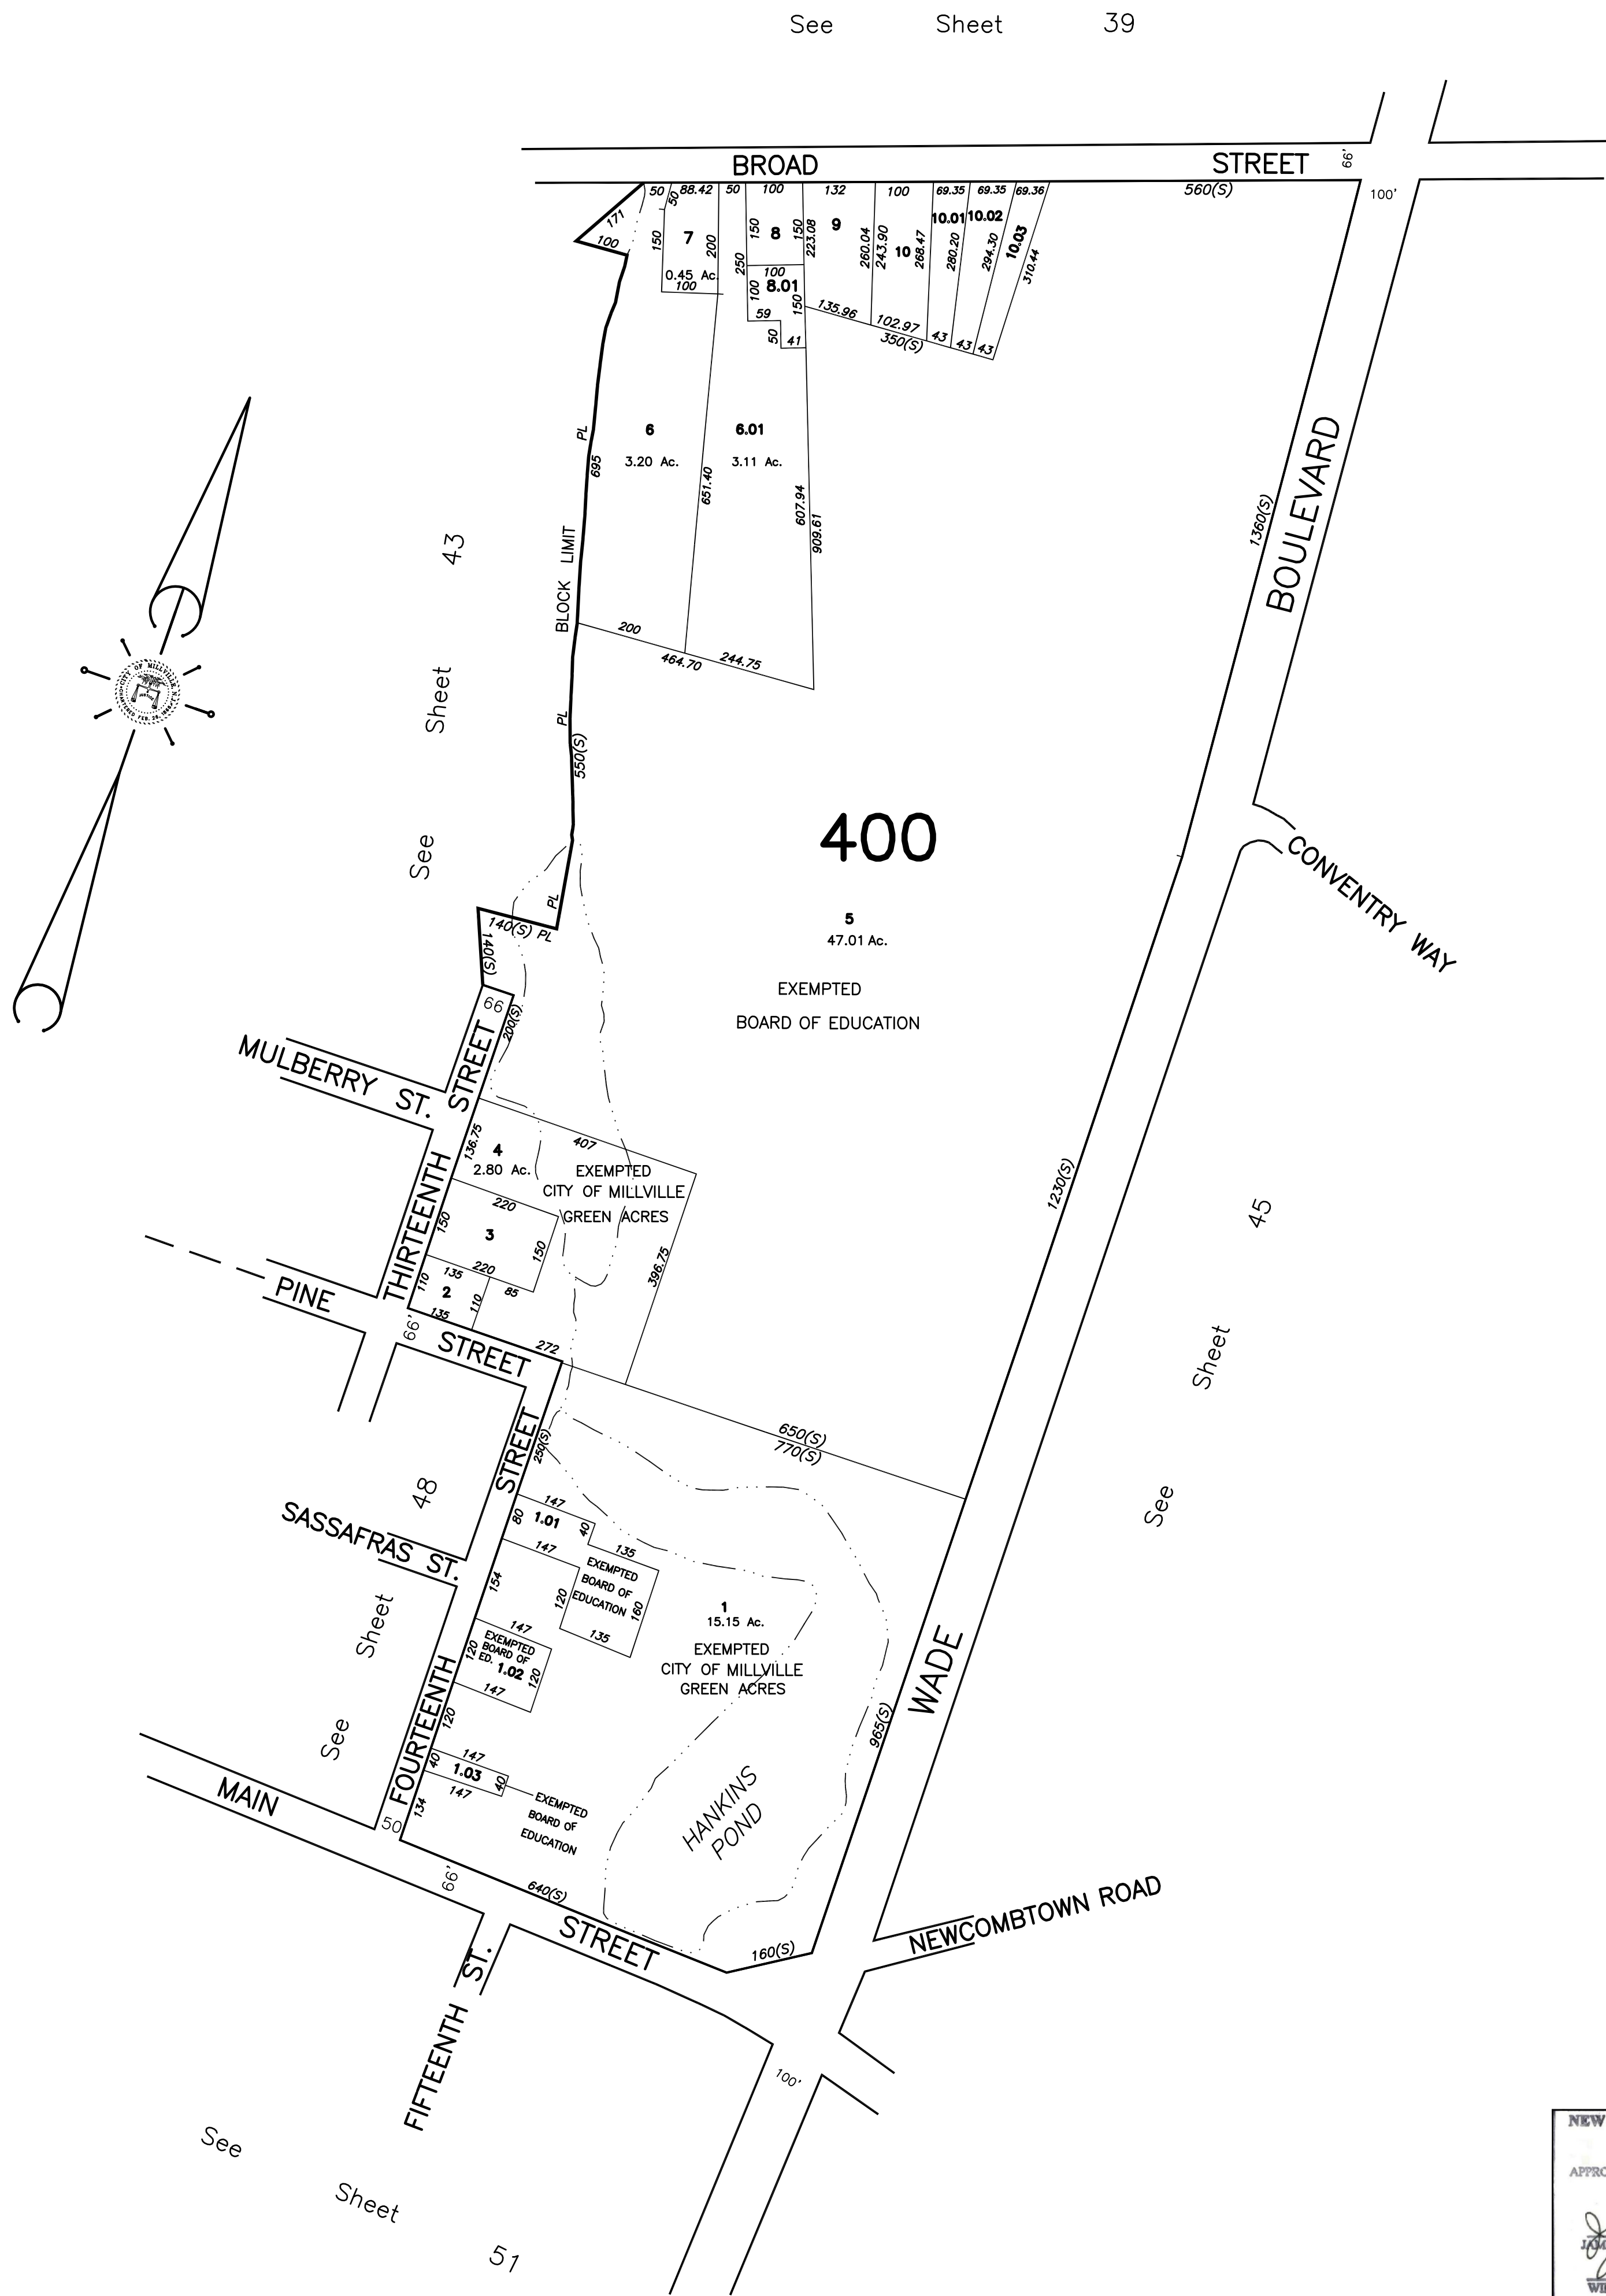 See Sheet 39
BROAD STREET
66'
50 88.42 50 100 132 100 69.35 69.35 69.36
560(S)
100'
171
100
50
150
7
200
0.45 Ac.
100
150
8
150
223.08
9
260.04
243.90
10
268.47
10.01
10.02
280.20
294.30
10.03
310.44
250
100
100
8.01
150
59
50
41
135.96
102.97
350(S)
43
43
43
6
3.20 Ac.
6.01
3.11 Ac.
PL
695
651.40
607.94
909.61
BLOCK LIMIT
200
464.70
244.75
PL
550(S)
1360(S)
BOULEVARD
See Sheet 43
CITY OF MILLVILLE N.J.
400
5
47.01 Ac.
EXEMPTED
BOARD OF EDUCATION
CONVENTRY WAY
PL
140(S) PL
140(S)
66
200(S)
MULBERRY ST.
THIRTEENTH STREET
136.75
4
2.80 Ac.
407
EXEMPTED
CITY OF MILLVILLE
GREEN ACRES
220
150
3
150
220
396.75
110
135
2
110
85
135
PINE STREET
66'
272
1230(S)
See Sheet 45
650(S)
770(S)
See Sheet 48
SASSAFRAS ST.
FOURTEENTH STREET
250(S)
147
80
1.01
40
135
147
EXEMPTED
BOARD OF
EDUCATION
120
160
135
154
147
120
EXEMPTED
BOARD OF
ED.
1.02
120
147
1
15.15 Ac.
EXEMPTED
CITY OF MILLVILLE
GREEN ACRES
120
147
40
1.03
40
147
134
EXEMPTED
BOARD OF
EDUCATION
HANKINS
POND
965(S)
WADE
MAIN STREET
50
66'
640(S)
160(S)
NEWCOMBTOWN ROAD
FIFTEENTH ST.
100'
See Sheet 51
NEW
APPRO